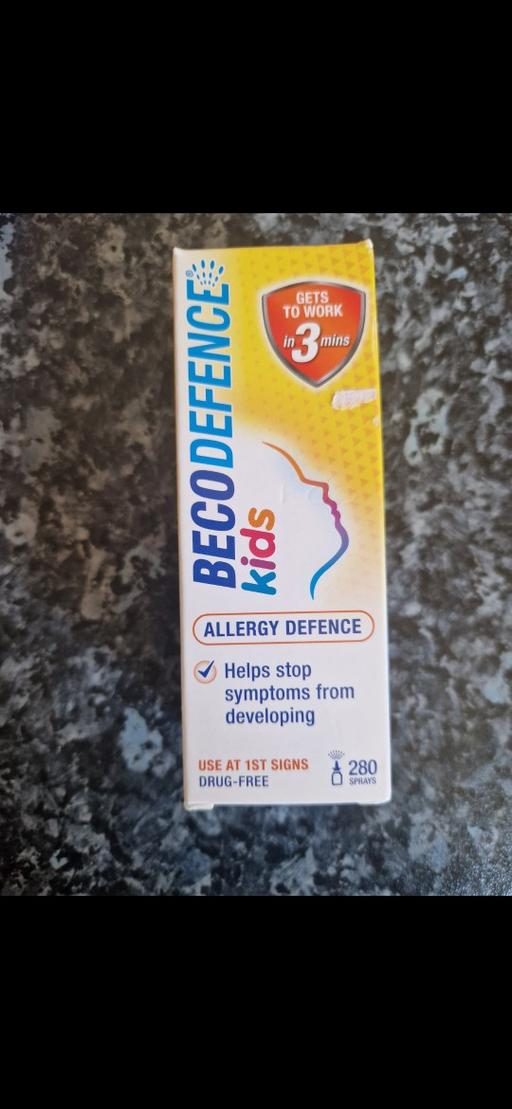 BECODEFENCE®
kids
GETS
TO WORK
in 3 mins
ALLERGY DEFENCE
Helps stop
symptoms from
developing
USE AT 1ST SIGNS
DRUG-FREE
280
SPRAYS